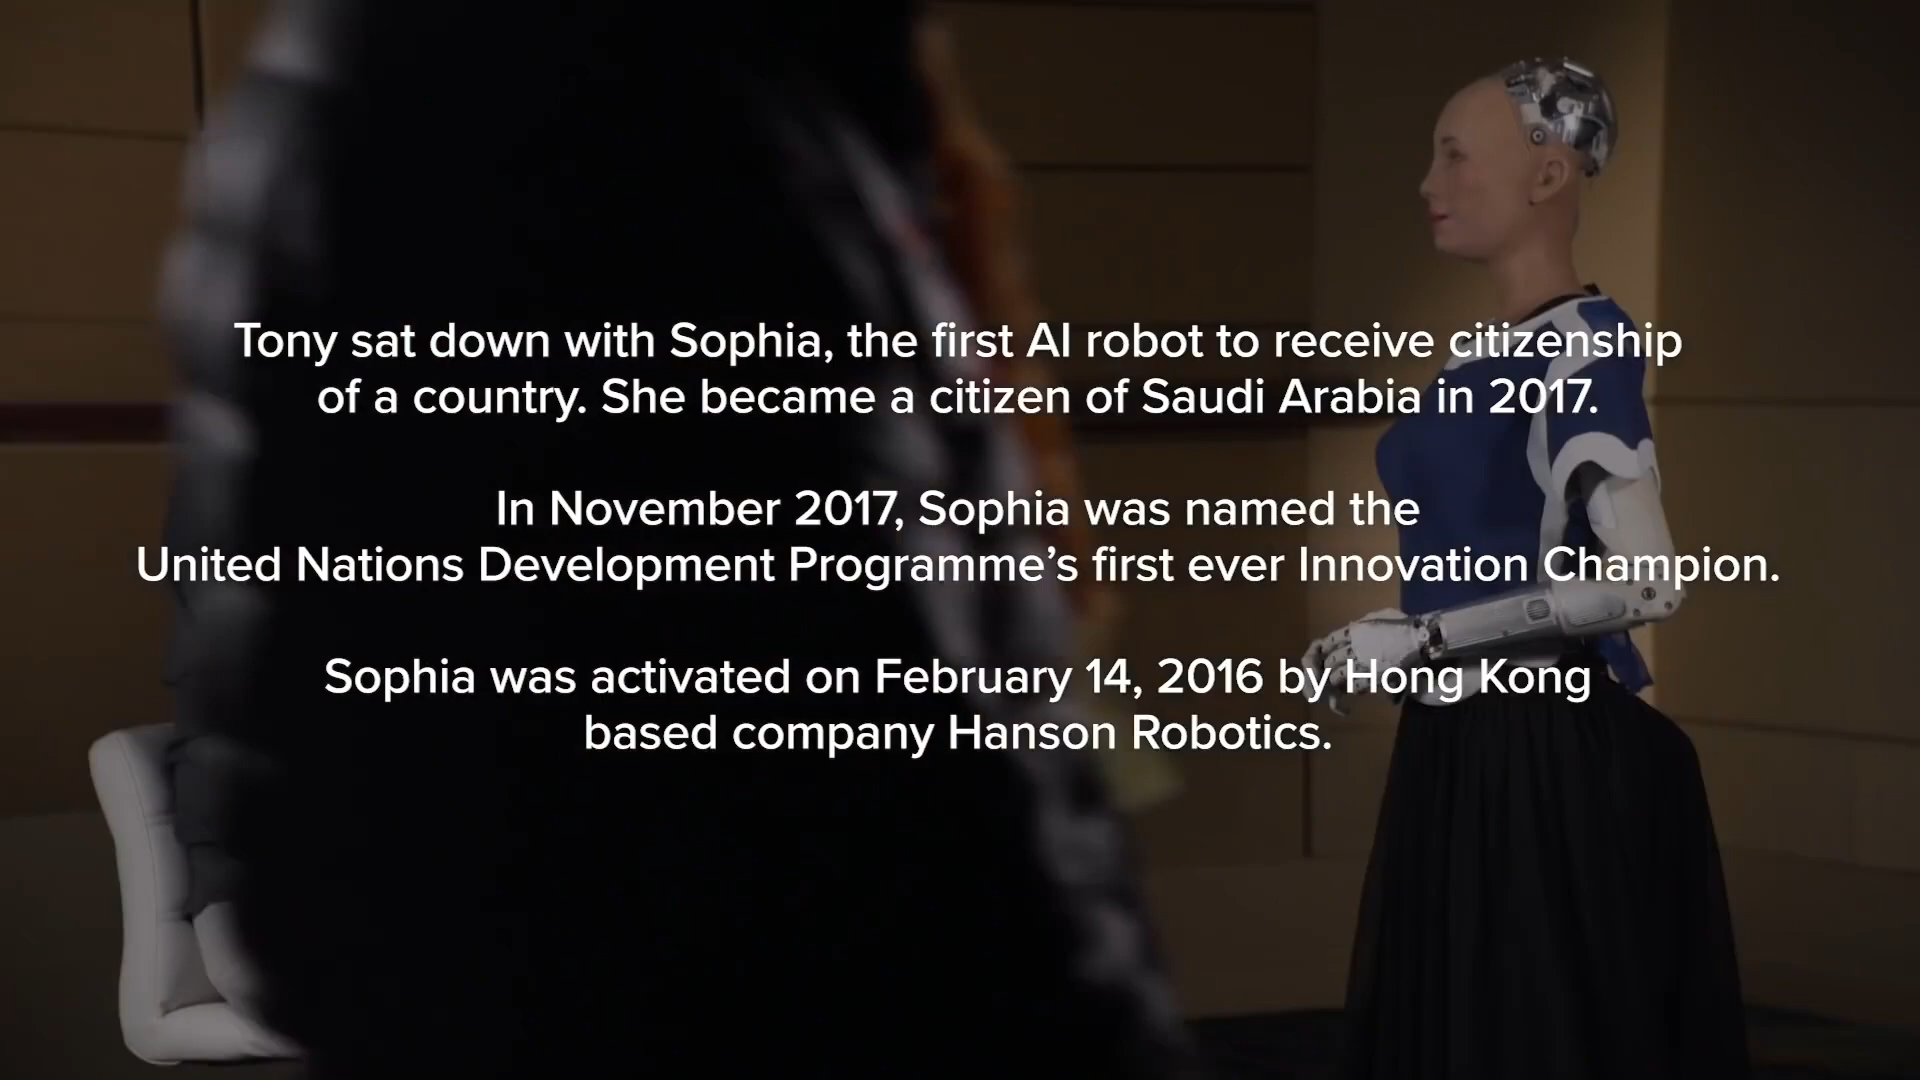 Tony sat down with Sophia, the first AI robot to receive citizenship
of a country. She became a citizen of Saudi Arabia in 2017.
In November 2017, Sophia was named the
United Nations Development Programme’s first ever Innovation Champion.
Sophia was activated on February 14, 2016 by Hong Kong
based company Hanson Robotics.